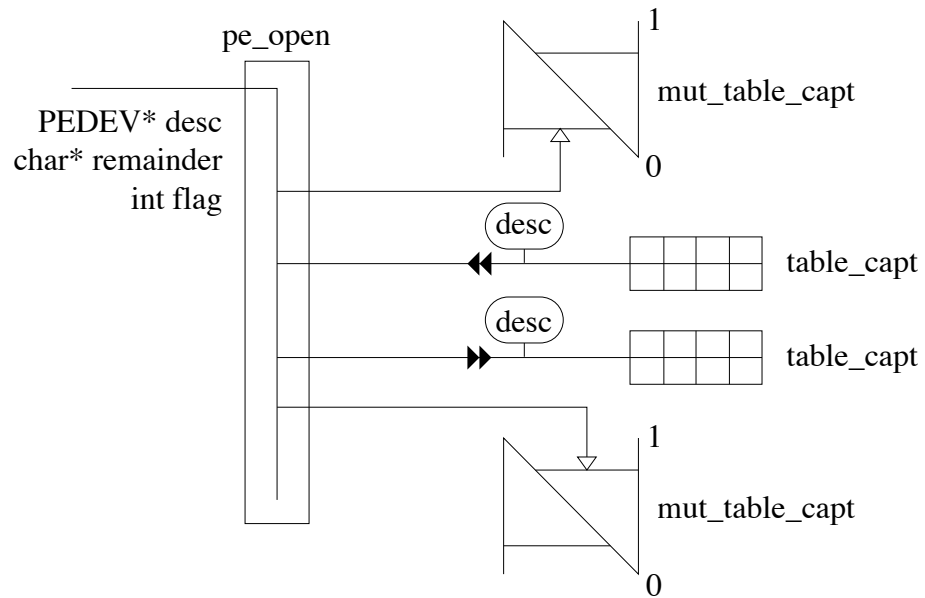 pe_open
PEDEV* desc
char* remainder
int flag
1
mut_table_capt
0
desc
table_capt
desc
table_capt
1
mut_table_capt
0